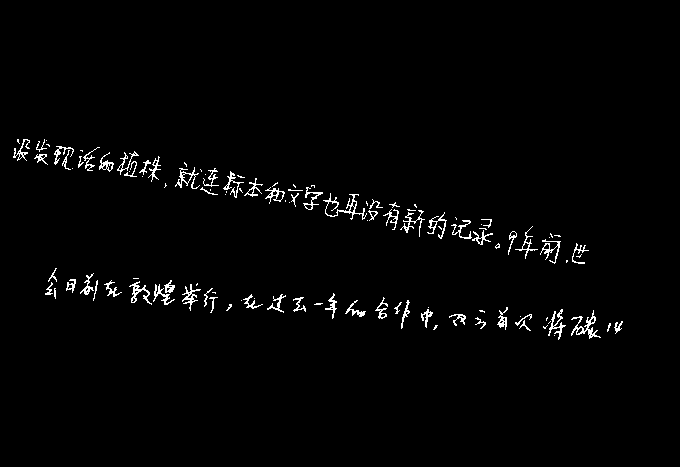 没发现活的植株,就连标本和文字也再没有新的记录。9年前,世
会日前在敦煌举行,在过去一年的合作中,双方首次将碳14